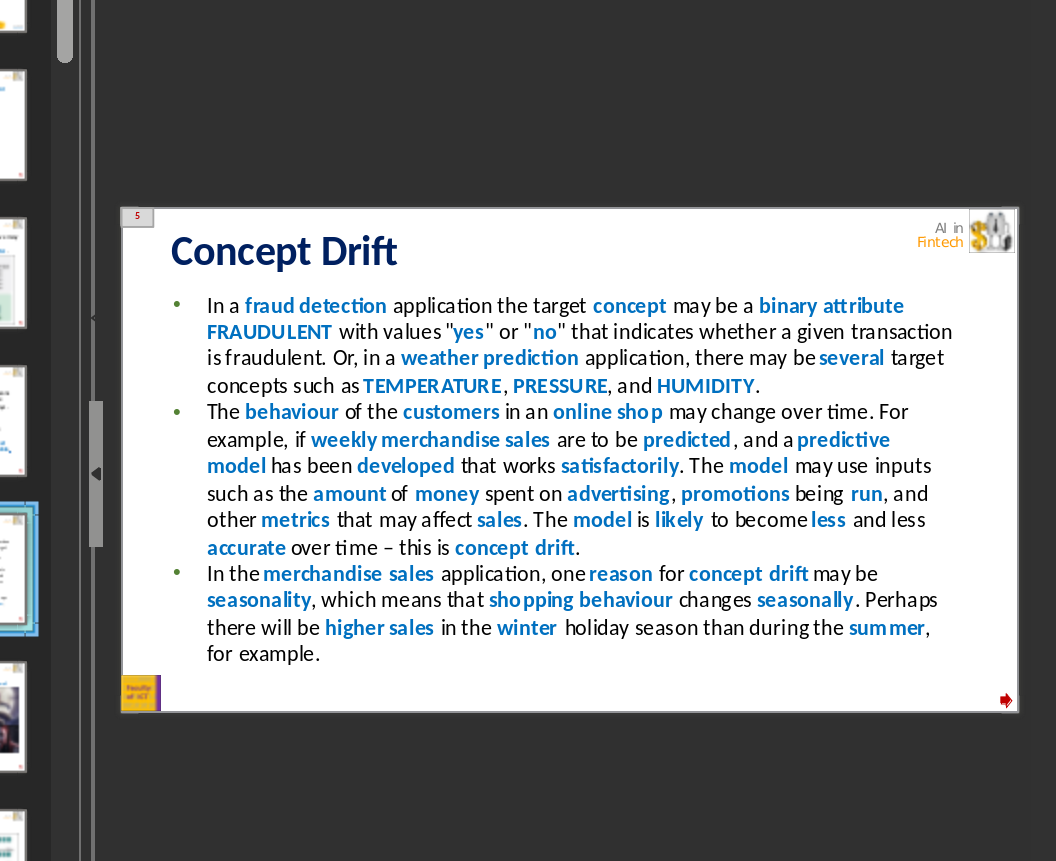 5
AI in
Fintech
Concept Drift
• In a fraud detection application the target concept may be a binary attribute
FRAUDULENT with values "yes" or "no" that indicates whether a given transaction
is fraudulent. Or, in a weather prediction application, there may be several target
concepts such as TEMPERATURE, PRESSURE, and HUMIDITY.
• The behaviour of the customers in an online shop may change over time. For
example, if weekly merchandise sales are to be predicted, and a predictive
model has been developed that works satisfactorily. The model may use inputs
such as the amount of money spent on advertising, promotions being run, and
other metrics that may affect sales. The model is likely to become less and less
accurate over time – this is concept drift.
• In the merchandise sales application, one reason for concept drift may be
seasonality, which means that shopping behaviour changes seasonally. Perhaps
there will be higher sales in the winter holiday season than during the summer,
for example.
Faculty
of ICT